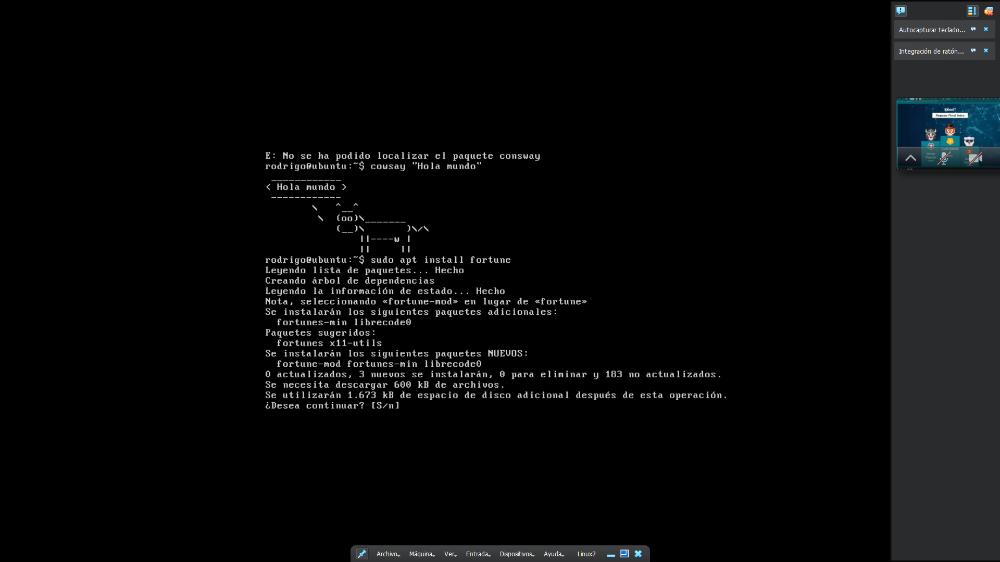 E: No se ha podido localizar el paquete consway
rodrigo@ubuntu:~$ cowsay "Hola mundo"
 ____________
< Hola mundo >
 ------------
        \   ^__^
         \  (oo)\_______
            (__)\       )\/\
                ||----w |
                ||     ||
rodrigo@ubuntu:~$ sudo apt install fortune
Leyendo lista de paquetes... Hecho
Creando árbol de dependencias
Leyendo la información de estado... Hecho
Nota, seleccionando «fortune-mod» en lugar de «fortune»
Se instalarán los siguientes paquetes adicionales:
  fortunes-min librecode0
Paquetes sugeridos:
  fortunes x11-utils
Se instalarán los siguientes paquetes NUEVOS:
  fortune-mod fortunes-min librecode0
0 actualizados, 3 nuevos se instalarán, 0 para eliminar y 183 no actualizados.
Se necesita descargar 600 kB de archivos.
Se utilizarán 1.673 kB de espacio de disco adicional después de esta operación.
¿Desea continuar? [S/n]
Autocapturar teclado...
Integración de ratón...
Kahoot!
Repaso Final Intro
Luis David
Omar
Archivo Máquina Ver Entrada Dispositivos Ayuda Linux2